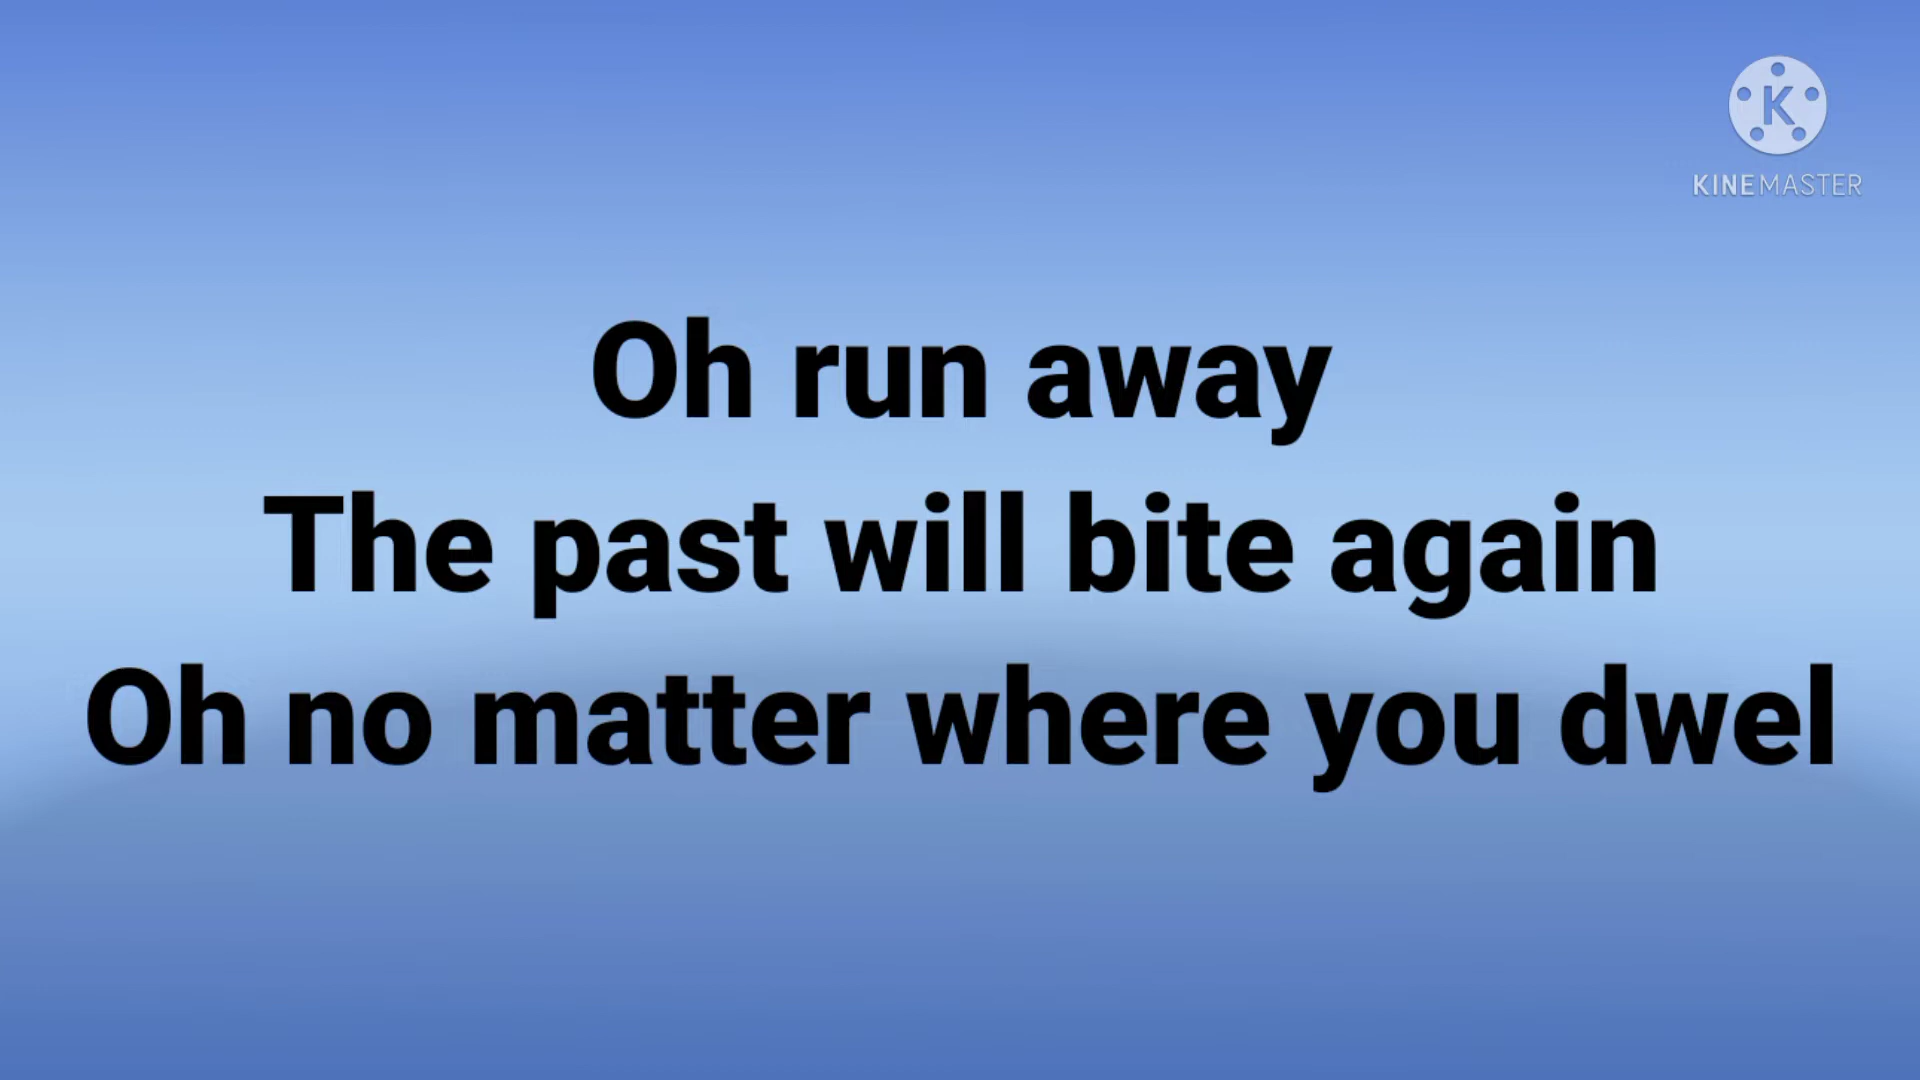 K
KINEMASTER
Oh run away
The past will bite again
Oh no matter where you dwel